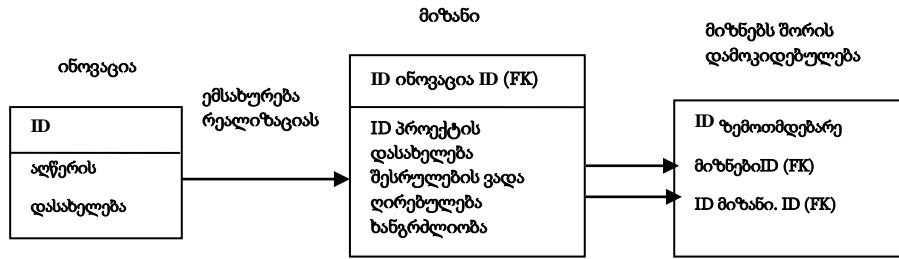 ინოვაცია
ID
აღწერის
დასახელება
ემსახურება
რეალიზაციას
მიზანი
ID ინოვაცია ID (FK)
ID პროექტის
დასახელება
შესრულების ვადა
ღირებულება
ხანგრძლიობა
მიზნებს შორის
დამოკიდებულება
ID ზემოთმდებარე
მიზნებიID (FK)
ID მიზანი. ID (FK)